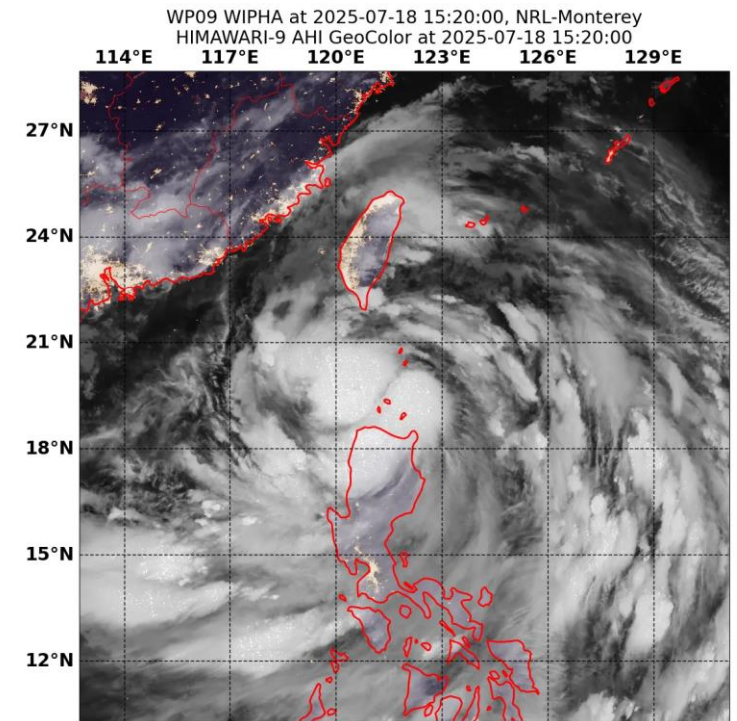 WP09 WIPHA at 2025-07-18 15:20:00, NRL-Monterey
HIMAWARI-9 AHI GeoColor at 2025-07-18 15:20:00
114°E 117°E 120°E 123°E 126°E 129°E
27°N
24°N
21°N
18°N
15°N
12°N